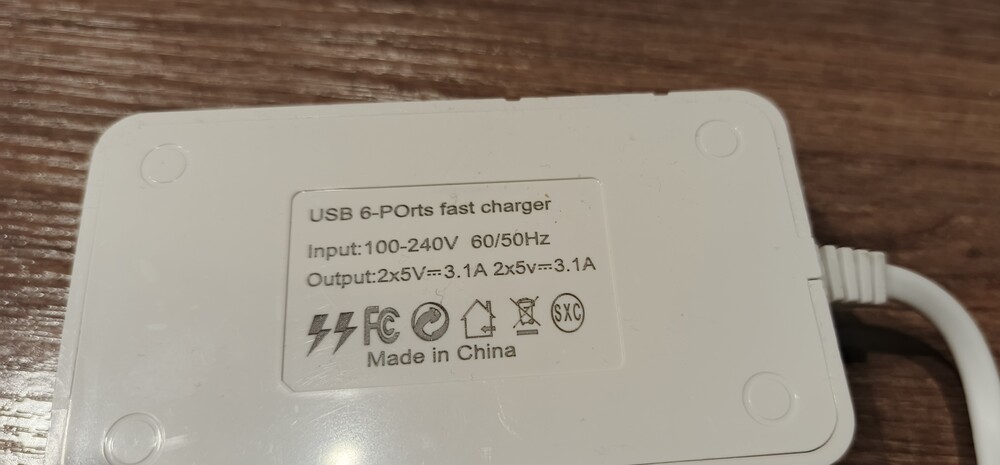 USB 6-POrts fast charger
Input:100-240V 60/50Hz
Output:2x5V⎓3.1A 2x5v⎓3.1A
FC SXC
Made in China